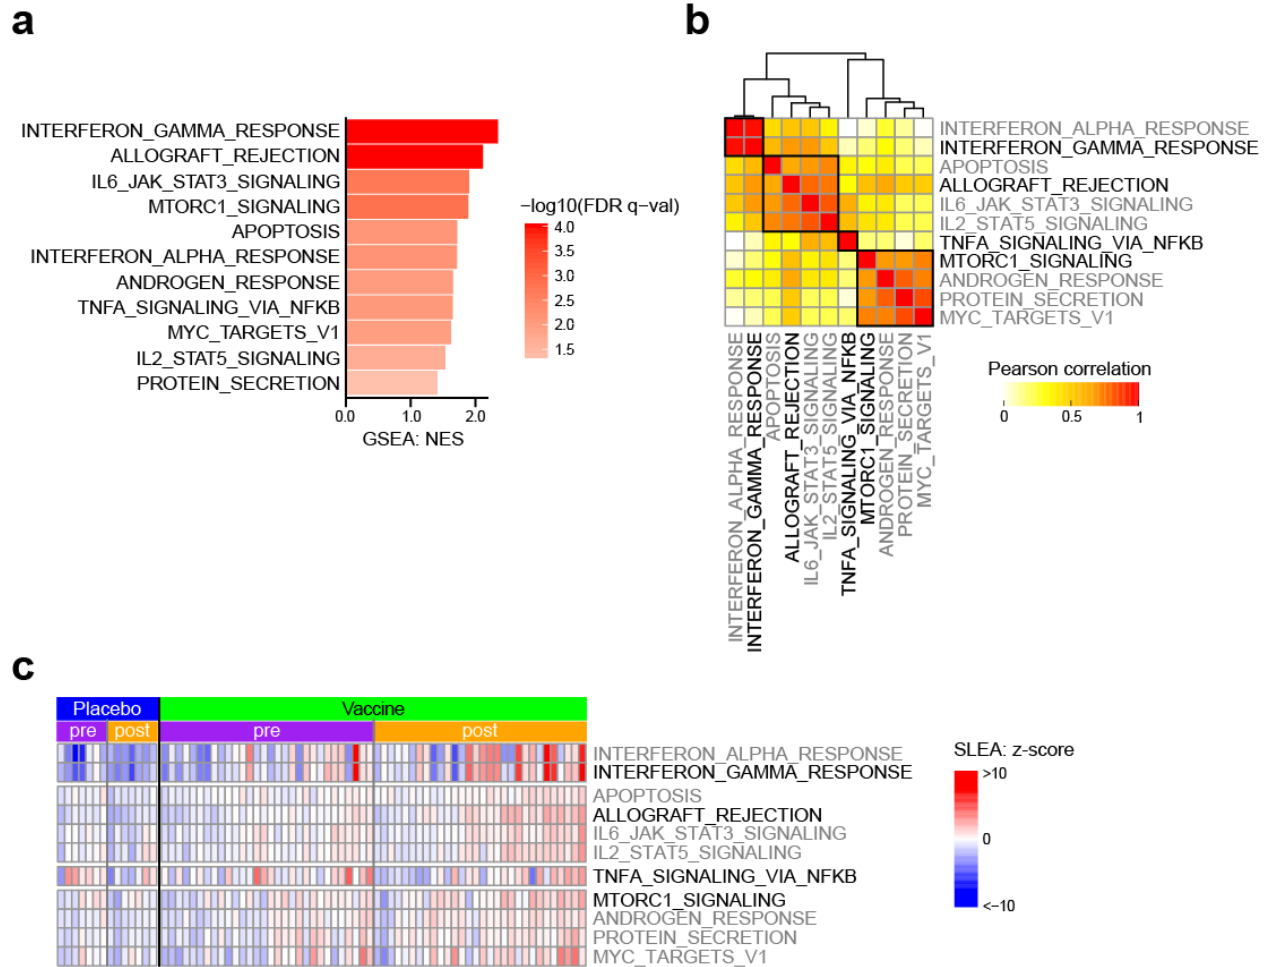 a
INTERFERON_GAMMA_RESPONSE
ALLOGRAFT_REJECTION
IL6_JAK_STAT3_SIGNALING
MTORC1_SIGNALING
APOPTOSIS
INTERFERON_ALPHA_RESPONSE
ANDROGEN_RESPONSE
TNFA_SIGNALING_VIA_NFKB
MYC_TARGETS_V1
IL2_STAT5_SIGNALING
PROTEIN_SECRETION
0.0 1.0 2.0
GSEA: NES
−log10(FDR q-val)
4.0
3.5
3.0
2.5
2.0
1.5
b
INTERFERON_ALPHA_RESPONSE
INTERFERON_GAMMA_RESPONSE
APOPTOSIS
ALLOGRAFT_REJECTION
IL6_JAK_STAT3_SIGNALING
IL2_STAT5_SIGNALING
TNFA_SIGNALING_VIA_NFKB
MTORC1_SIGNALING
ANDROGEN_RESPONSE
PROTEIN_SECRETION
MYC_TARGETS_V1
INTERFERON_ALPHA_RESPONSE
INTERFERON_GAMMA_RESPONSE
APOPTOSIS
ALLOGRAFT_REJECTION
IL6_JAK_STAT3_SIGNALING
IL2_STAT5_SIGNALING
TNFA_SIGNALING_VIA_NFKB
MTORC1_SIGNALING
ANDROGEN_RESPONSE
PROTEIN_SECRETION
MYC_TARGETS_V1
Pearson correlation
0 0.5 1
c
Placebo Vaccine
pre post pre post
INTERFERON_ALPHA_RESPONSE
INTERFERON_GAMMA_RESPONSE
APOPTOSIS
ALLOGRAFT_REJECTION
IL6_JAK_STAT3_SIGNALING
IL2_STAT5_SIGNALING
TNFA_SIGNALING_VIA_NFKB
MTORC1_SIGNALING
ANDROGEN_RESPONSE
PROTEIN_SECRETION
MYC_TARGETS_V1
SLEA: z-score
>10
0
<−10